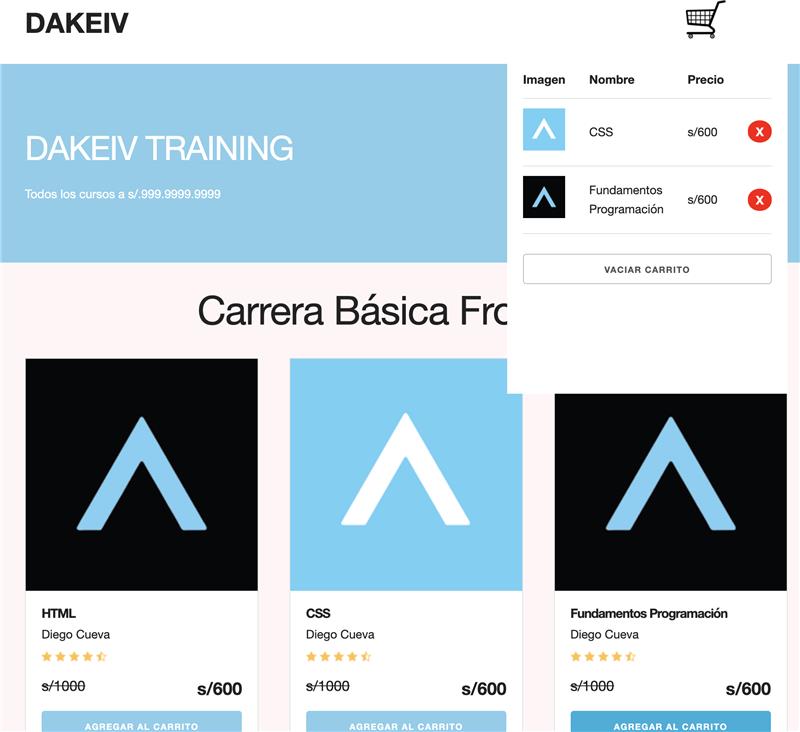 DAKEIV
Imagen Nombre Precio
CSS s/600 X
Fundamentos
Programación s/600 X
VACIAR CARRITO
DAKEIV TRAINING
Todos los cursos a s/.999.9999.9999
Carrera Básica Fro
HTML
Diego Cueva
s/1000 s/600
AGREGAR AL CARRITO
CSS
Diego Cueva
s/1000 s/600
AGREGAR AL CARRITO
Fundamentos Programación
Diego Cueva
s/1000 s/600
AGREGAR AL CARRITO